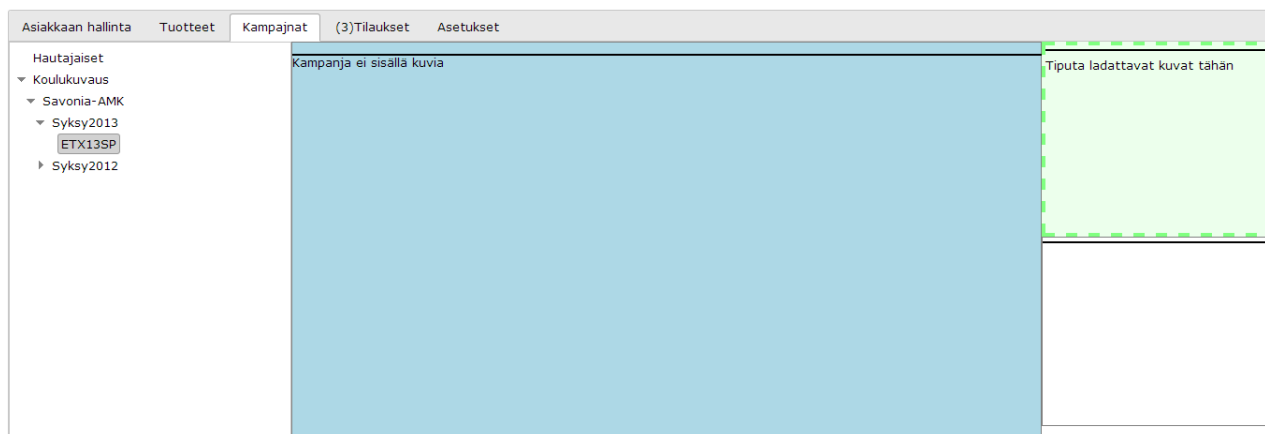 Asiakkaan hallinta Tuotteet Kampajnat (3)Tilaukset Asetukset
Hautajaiset
Koulukuvaus
Savonia-AMK
Syksy2013
ETX13SP
Syksy2012
Kampanja ei sisällä kuvia
Tiputa ladattavat kuvat tähän